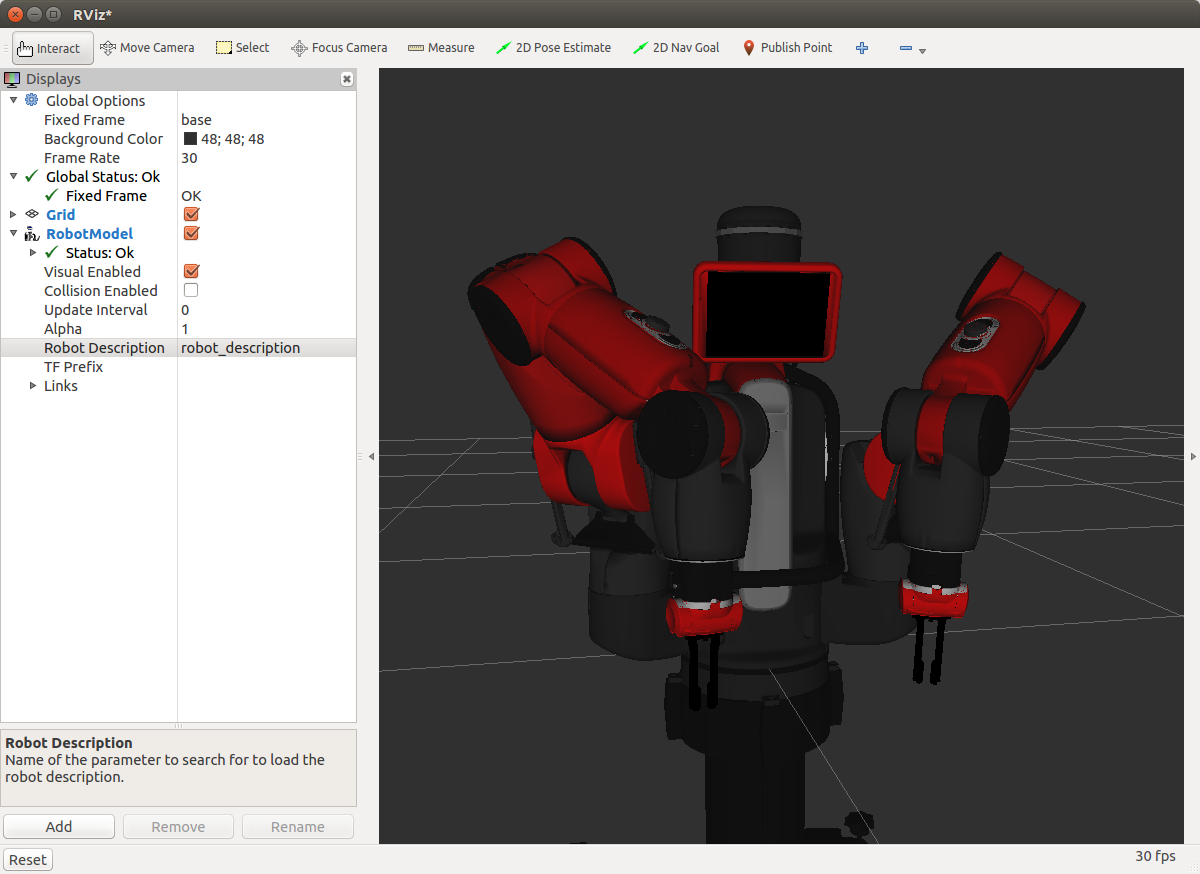 RViz*
Interact Move Camera Select Focus Camera Measure 2D Pose Estimate 2D Nav Goal Publish Point
Displays
Global Options
Fixed Frame base
Background Color 48; 48; 48
Frame Rate 30
Global Status: Ok
Fixed Frame OK
Grid
RobotModel
Status: Ok
Visual Enabled
Collision Enabled
Update Interval 0
Alpha 1
Robot Description robot_description
TF Prefix
Links
Robot Description
Name of the parameter to search for to load the
robot description.
Add Remove Rename
Reset 30 fps